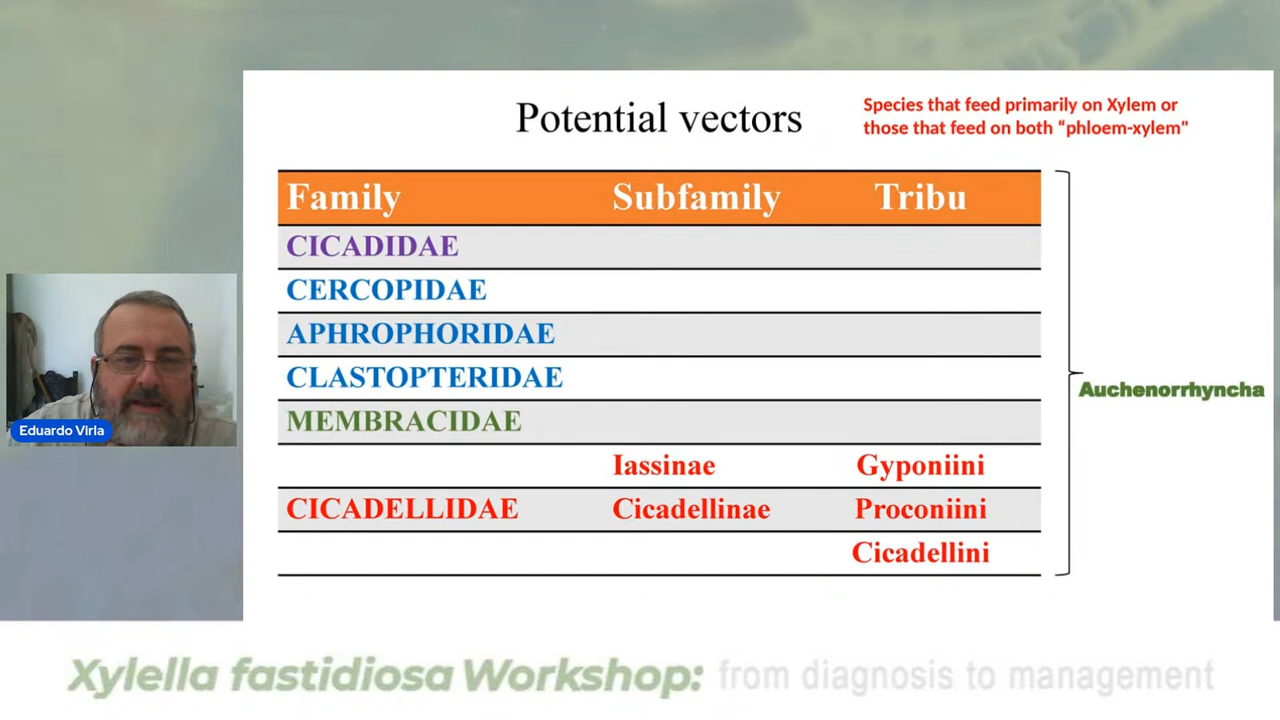 Potential vectors
Species that feed primarily on Xylem or
those that feed on both “phloem-xylem"
Family Subfamily Tribu
CICADIDAE
CERCOPIDAE
APHROPHORIDAE
CLASTOPTERIDAE
MEMBRACIDAE
Iassinae Gyponiini
CICADELLIDAE Cicadellinae Proconiini
Cicadellini
Auchenorrhyncha
Eduardo Virla
Xylella fastidiosa Workshop: from diagnosis to management